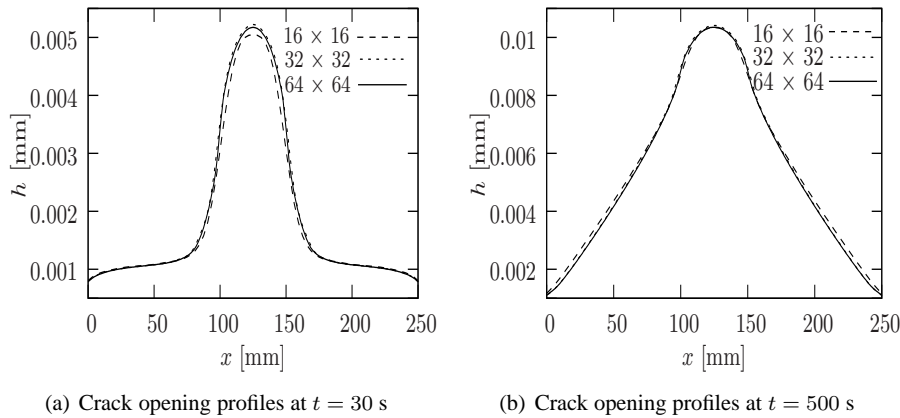 0.005
0.004
0.003
0.002
0.001
h [mm]
0 50 100 150 200 250
x [mm]
16 × 16
32 × 32
64 × 64
(a) Crack opening profiles at t = 30 s
0.01
0.008
0.006
0.004
0.002
h [mm]
0 50 100 150 200 250
x [mm]
16 × 16
32 × 32
64 × 64
(b) Crack opening profiles at t = 500 s